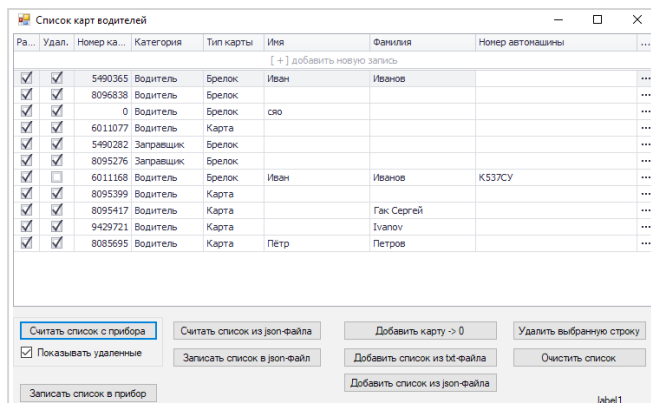 Список карт водителей
Ра... Удал. Номер ка... Категория Тип карты Имя Фамилия Номер автомашины ...
[ + ] добавить новую запись
5490365 Водитель Брелок Иван Иванов ...
8096838 Водитель Брелок ...
0 Водитель Брелок сяо ...
6011077 Водитель Карта ...
5490282 Заправщик Брелок ...
8095276 Заправщик Брелок ...
6011168 Водитель Брелок Иван Иванов К537СУ ...
8095399 Водитель Карта ...
8095417 Водитель Карта Гак Сергей ...
9429721 Водитель Карта Ivanov ...
8085695 Водитель Карта Пётр Петров ...
Считать список с прибора Считать список из json-файла Добавить карту -> 0 Удалить выбранную строку
Показывать удаленные Записать список в json-файл Добавить список из txt-файла Очистить список
Добавить список из json-файла
Записать список в прибор label1